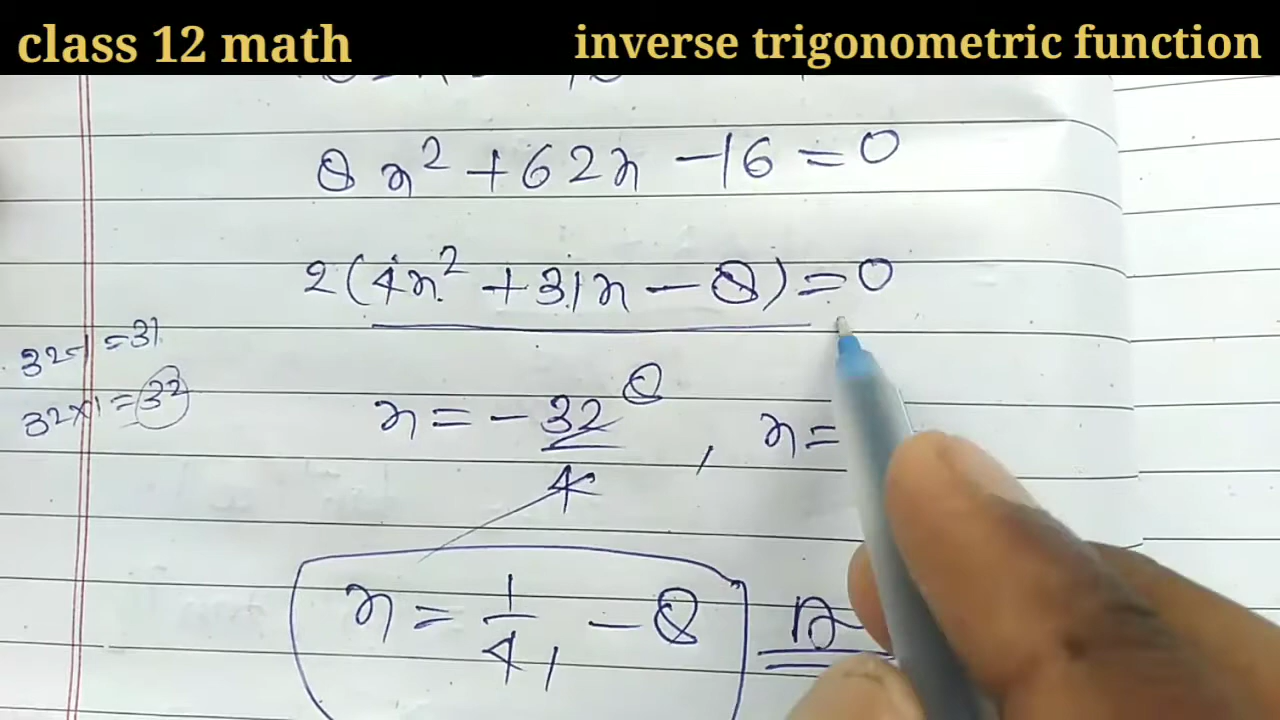 class 12 math
inverse trigonometric function
8x² + 62x - 16 = 0
2(4x² + 31x - 8) = 0
32-1 = 31
32×1 = 32
x = -32/4 8 , x =
x = 1/4, -8